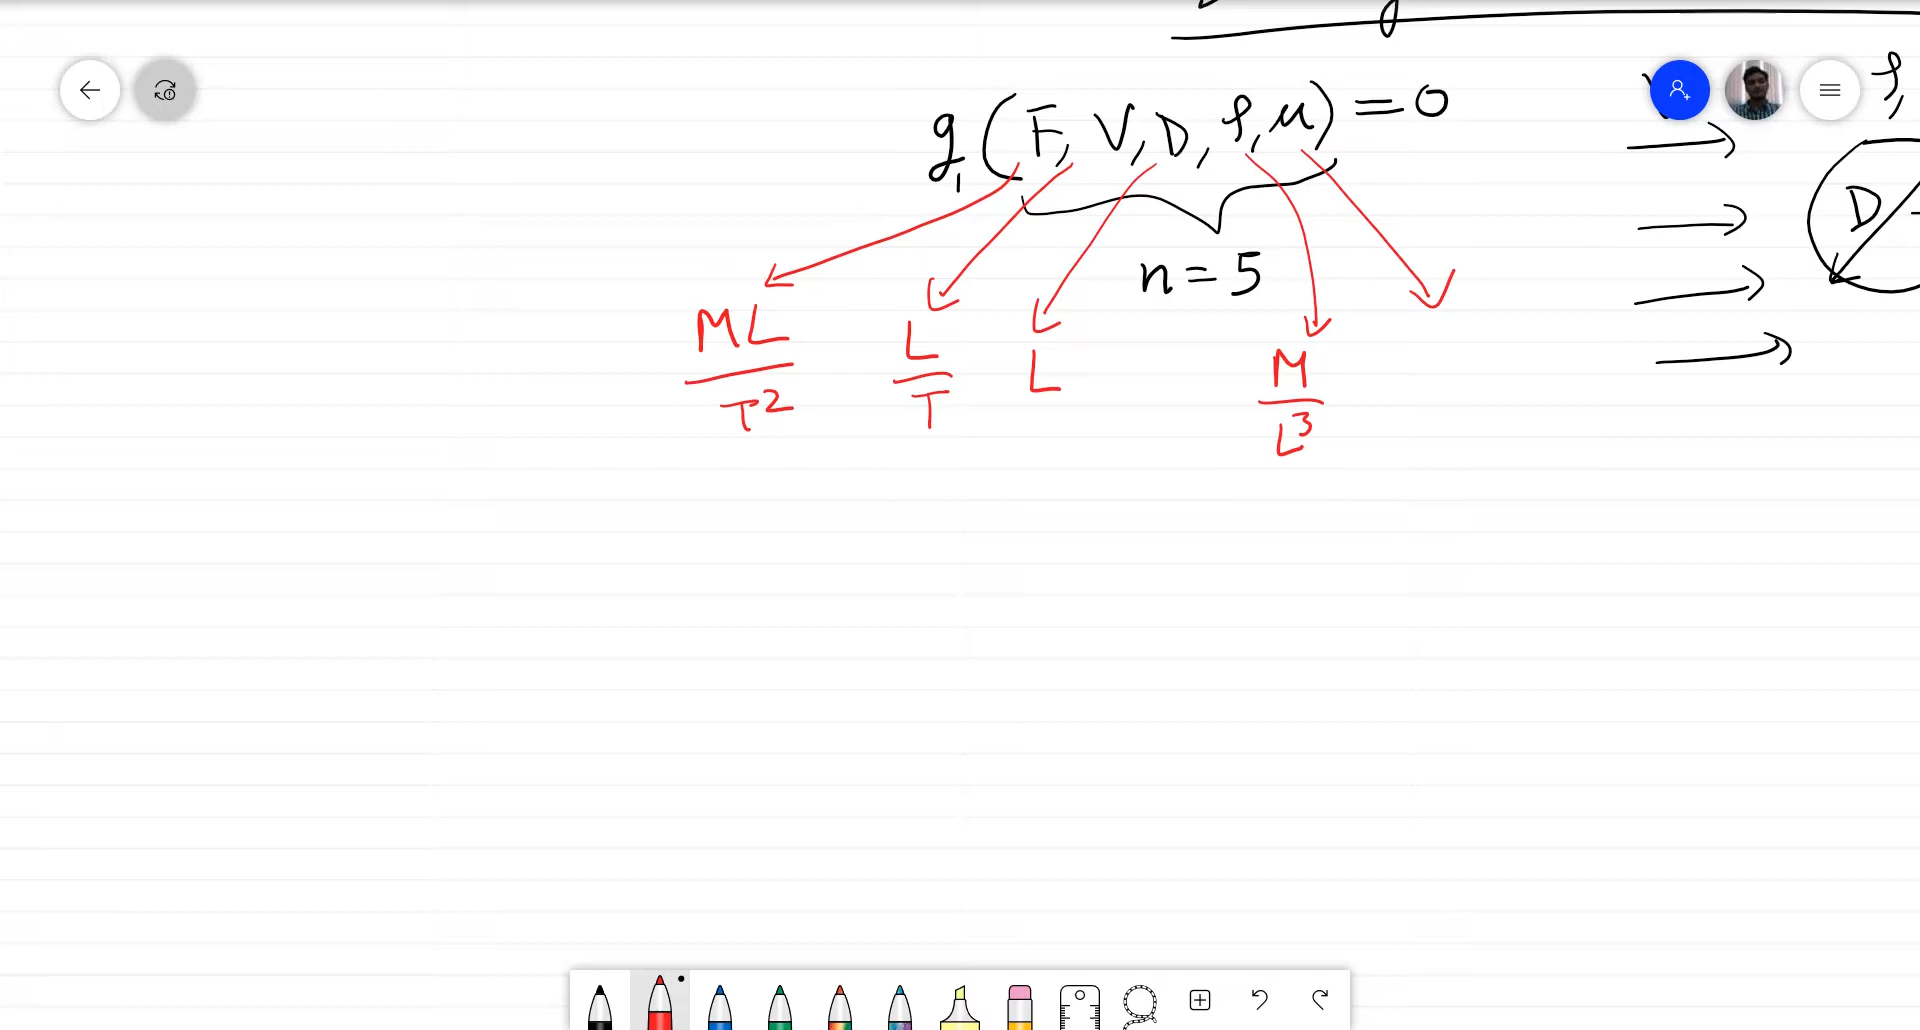 g₁ (F, V, D, ρ, μ) = 0
n = 5
ML/T² L/T L M/L³
ρ,
D